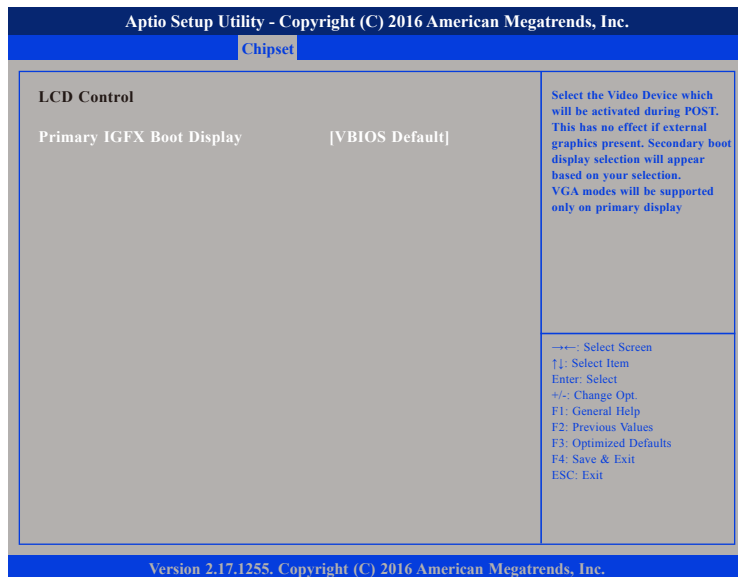 Aptio Setup Utility - Copyright (C) 2016 American Megatrends, Inc.
Chipset
LCD Control
Primary IGFX Boot Display [VBIOS Default]
Select the Video Device which
will be activated during POST.
This has no effect if external
graphics present. Secondary boot
display selection will appear
based on your selection.
VGA modes will be supported
only on primary display
→←: Select Screen
↑↓: Select Item
Enter: Select
+/-: Change Opt.
F1: General Help
F2: Previous Values
F3: Optimized Defaults
F4: Save & Exit
ESC: Exit
Version 2.17.1255. Copyright (C) 2016 American Megatrends, Inc.